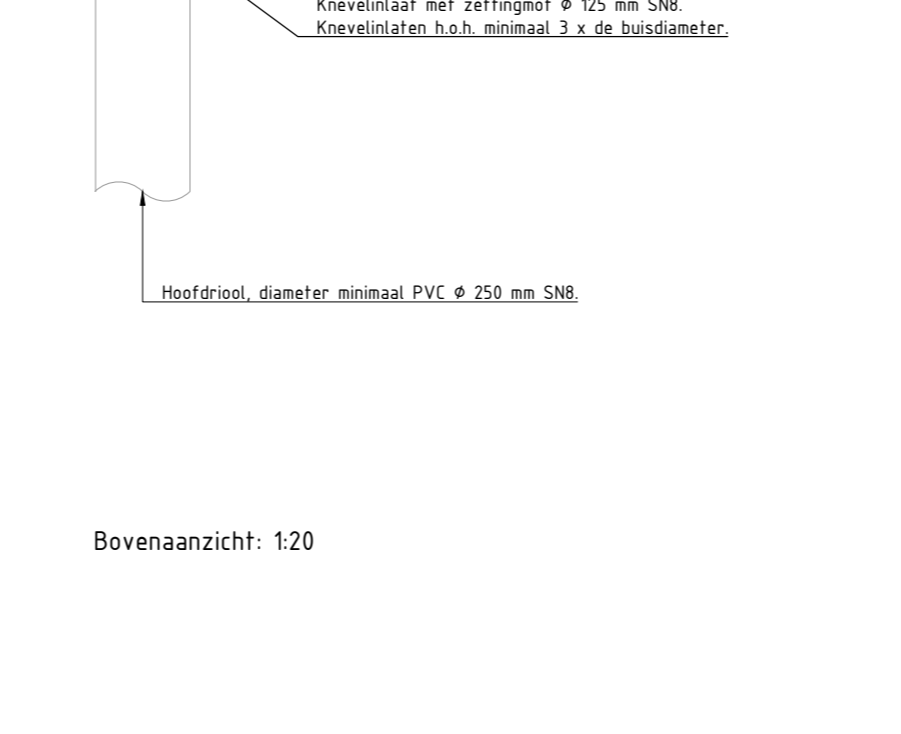 Knevelinlaat met zettingmof ϕ 125 mm SN8.
Knevelinlaten h.o.h. minimaal 3 x de buisdiameter.
Hoofdriool, diameter minimaal PVC ϕ 250 mm SN8.
Bovenaanzicht: 1:20